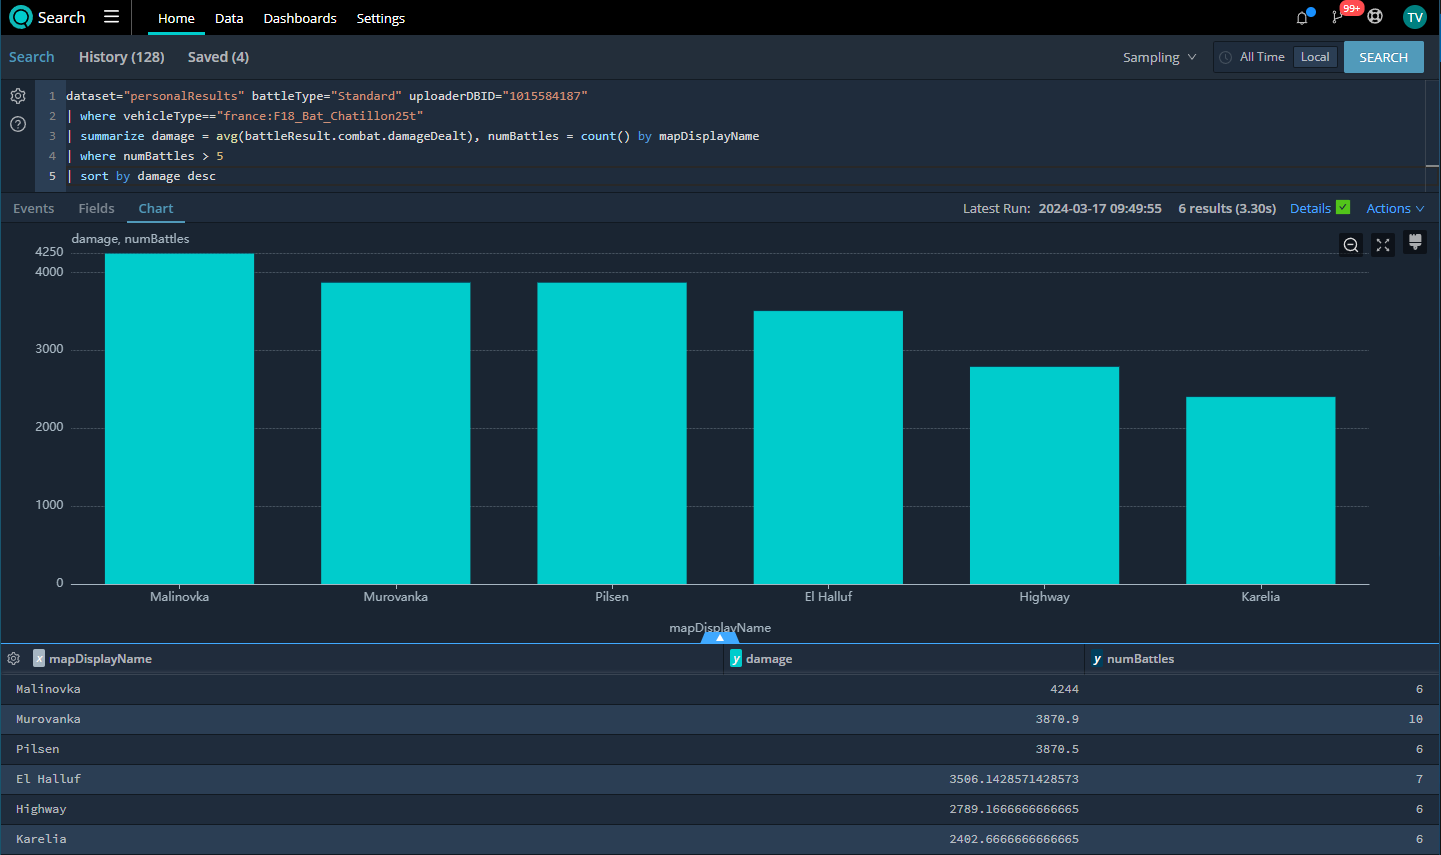 Search Home Data Dashboards Settings 99+ TV
Search History (128) Saved (4) Sampling All Time Local SEARCH
1 dataset="personalResults" battleType="Standard" uploaderDBID="1015584187"
2 | where vehicleType=="france:F18_Bat_Chatillon25t"
3 | summarize damage = avg(battleResult.combat.damageDealt), numBattles = count() by mapDisplayName
4 | where numBattles > 5
5 | sort by damage desc
Events Fields Chart Latest Run: 2024-03-17 09:49:55 6 results (3.30s) Details Actions
damage, numBattles
4250
4000
3000
2000
1000
0
Malinovka Murovanka Pilsen El Halluf Highway Karelia
mapDisplayName
x mapDisplayName y damage y numBattles
Malinovka 4244 6
Murovanka 3870.9 10
Pilsen 3870.5 6
El Halluf 3506.1428571428573 7
Highway 2789.1666666666665 6
Karelia 2402.6666666666665 6